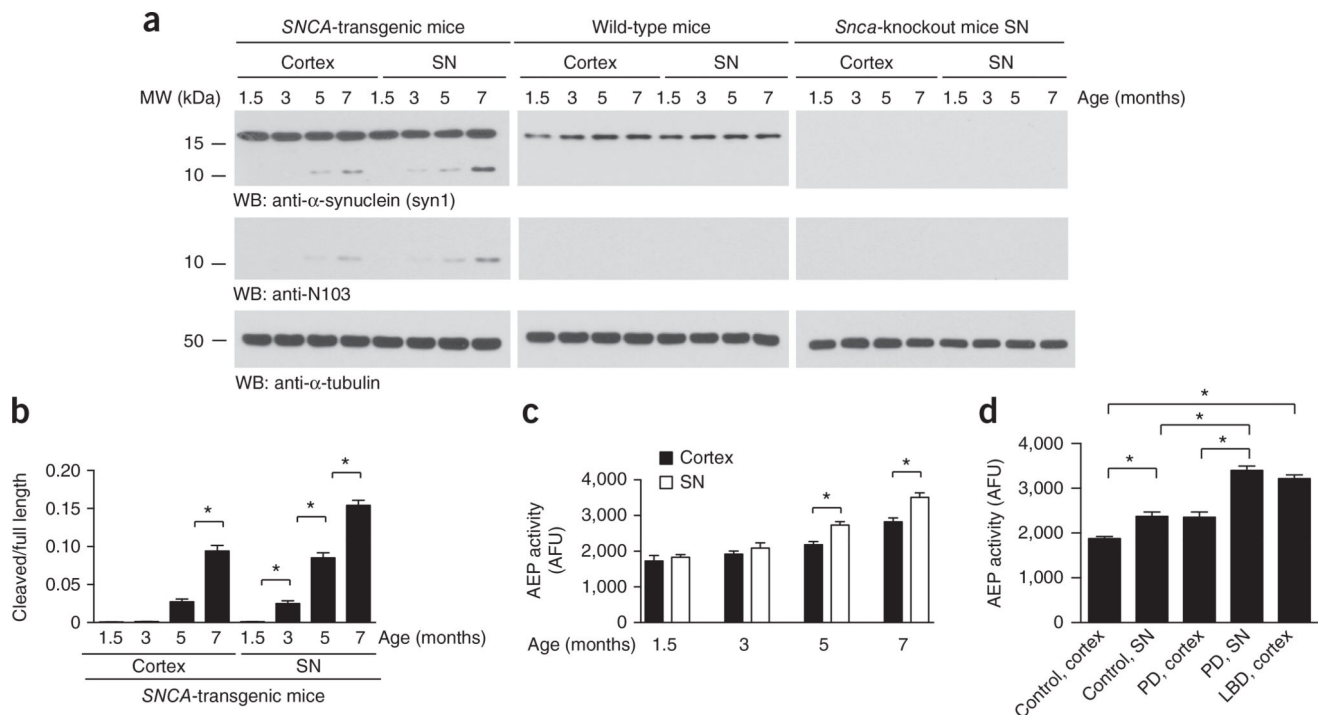 a
SNCA-transgenic mice Wild-type mice Snca-knockout mice SN
Cortex SN Cortex SN Cortex SN
MW (kDa) 1.5 3 5 7 1.5 3 5 7 1.5 3 5 7 1.5 3 5 7 1.5 3 5 7 1.5 3 5 7 Age (months)
15
10
WB: anti-α-synuclein (syn1)
10
WB: anti-N103
50
WB: anti-α-tubulin
b
Cleaved/full length
0.20
0.15
0.10
0.05
0
* * * *
1.5 3 5 7 1.5 3 5 7 Age (months)
Cortex SN
SNCA-transgenic mice
c
Cortex
SN
AEP activity
(AFU)
4,000
3,000
2,000
1,000
0
* *
Age (months) 1.5 3 5 7
d
AEP activity (AFU)
4,000
3,000
2,000
1,000
0
* * * *
Control, cortex
Control, SN
PD, cortex
PD, SN
LBD, cortex